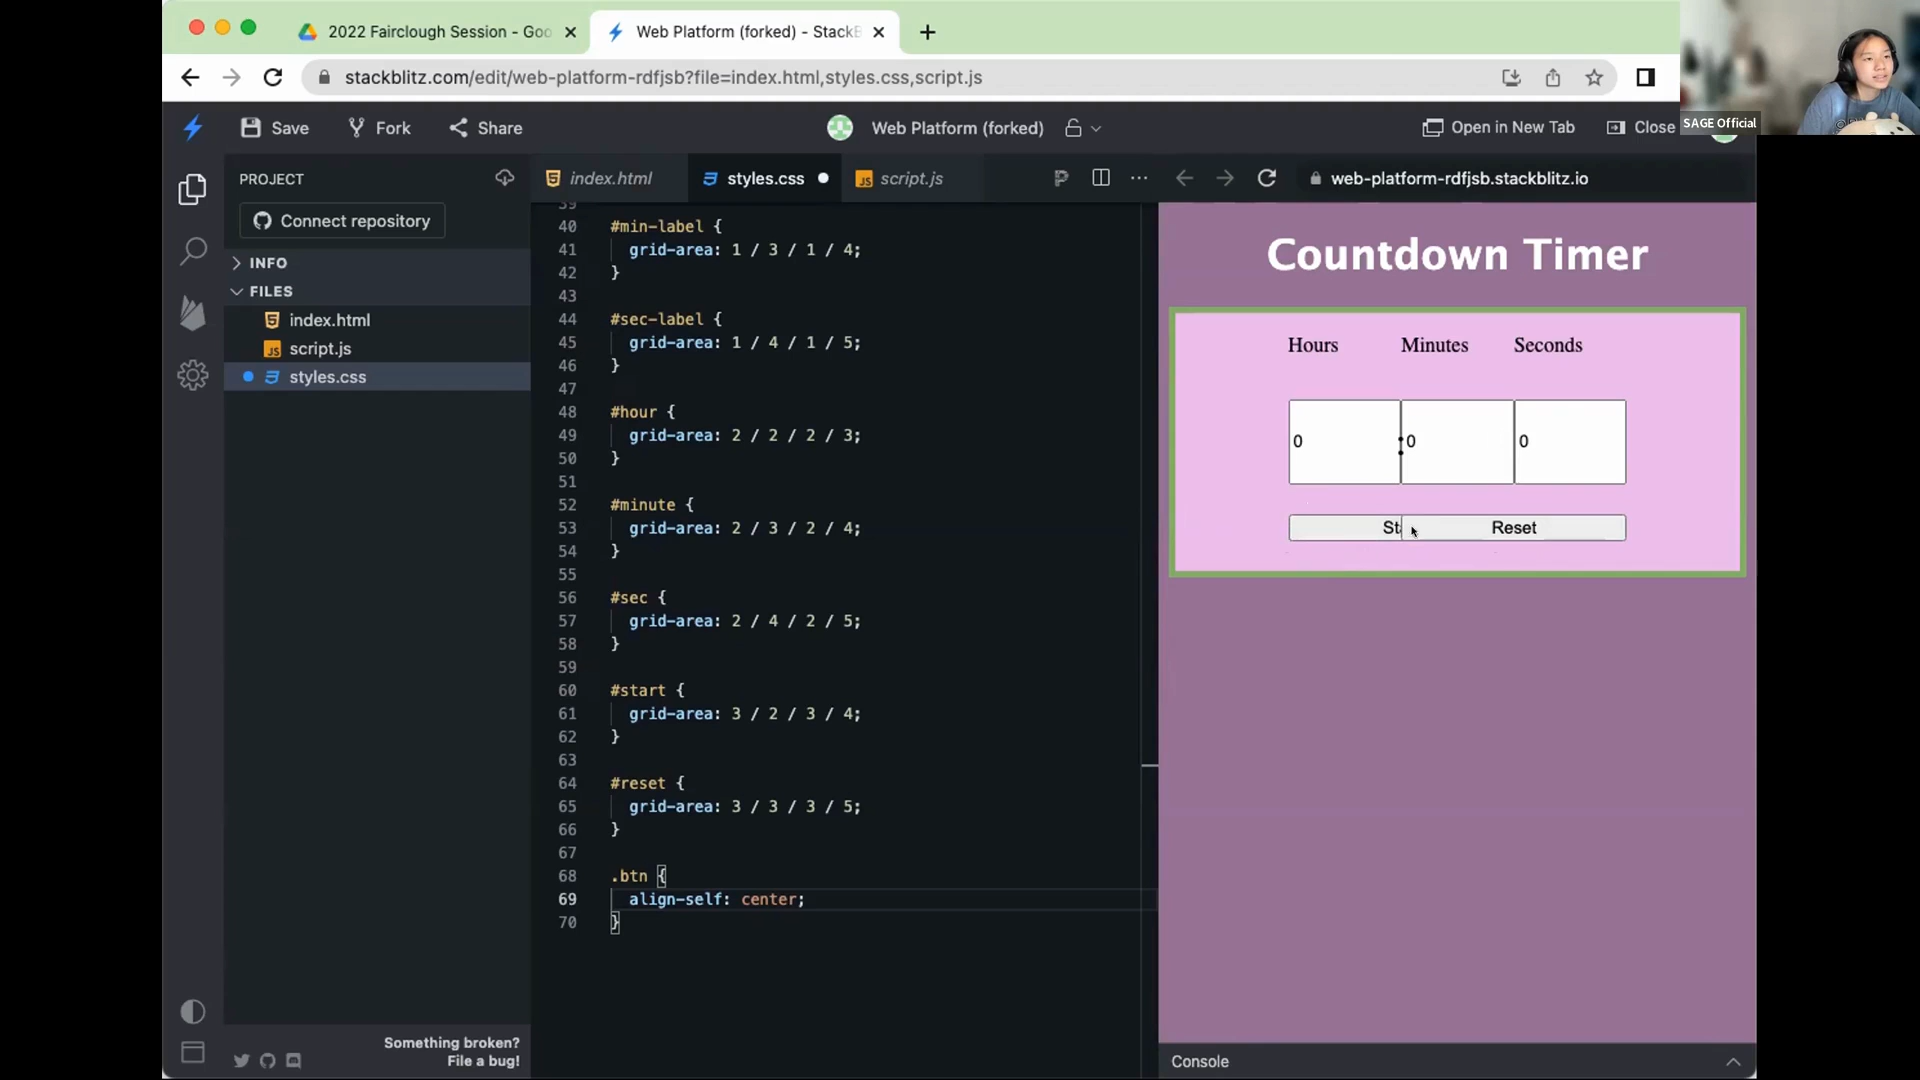 2022 Fairclough Session - Goo
Web Platform (forked) - StackB
stackblitz.com/edit/web-platform-rdfjsb?file=index.html,styles.css,script.js
SAGE Official
Save
Fork
Share
Web Platform (forked)
Open in New Tab
Close
PROJECT
Connect repository
INFO
FILES
index.html
script.js
styles.css
Something broken?
File a bug!
index.html
styles.css
script.js
39
40 #min-label {
41 grid-area: 1 / 3 / 1 / 4;
42 }
43
44 #sec-label {
45 grid-area: 1 / 4 / 1 / 5;
46 }
47
48 #hour {
49 grid-area: 2 / 2 / 2 / 3;
50 }
51
52 #minute {
53 grid-area: 2 / 3 / 2 / 4;
54 }
55
56 #sec {
57 grid-area: 2 / 4 / 2 / 5;
58 }
59
60 #start {
61 grid-area: 3 / 2 / 3 / 4;
62 }
63
64 #reset {
65 grid-area: 3 / 3 / 3 / 5;
66 }
67
68 .btn {
69 align-self: center;
70 }
web-platform-rdfjsb.stackblitz.io
Countdown Timer
Hours Minutes Seconds
0 : 0 0
Sta Reset
Console